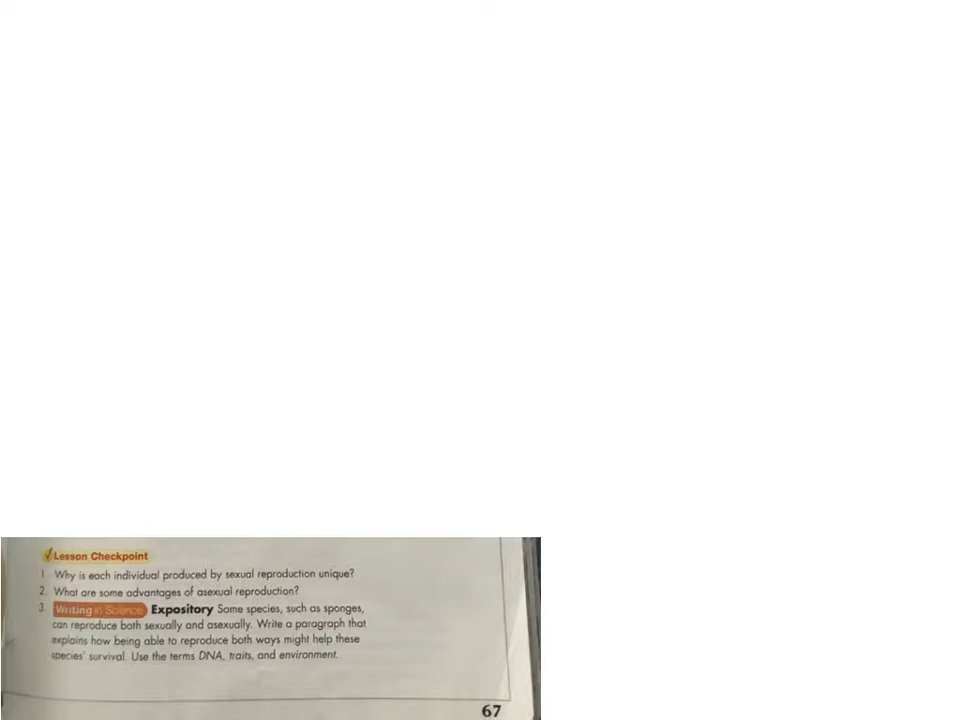 ✓Lesson Checkpoint
1. Why is each individual produced by sexual reproduction unique?
2. What are some advantages of asexual reproduction?
3. Writing in Science Expository Some species, such as sponges,
can reproduce both sexually and asexually. Write a paragraph that
explains how being able to reproduce both ways might help these
species' survival. Use the terms DNA, traits, and environment.
67